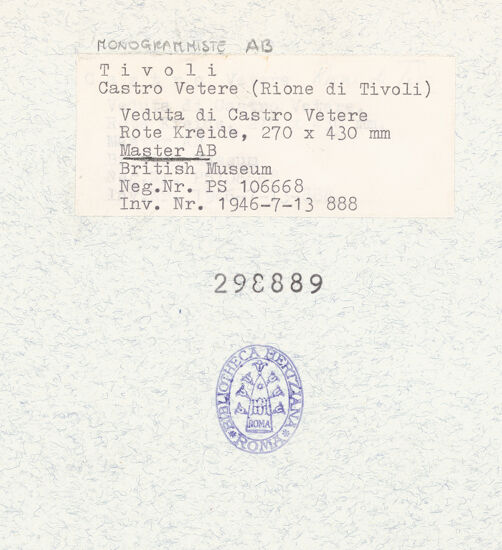 MONOGRAMMISTE AB
Tivoli
Castro Vetere (Rione di Tivoli)
Veduta di Castro Vetere
Rote Kreide, 270 x 430 mm
Master AB
British Museum
Neg.Nr. PS 106668
Inv. Nr. 1946-7-13 888
298889
BIBLIOTHECA HERTZIANA
ROMA
ROMA